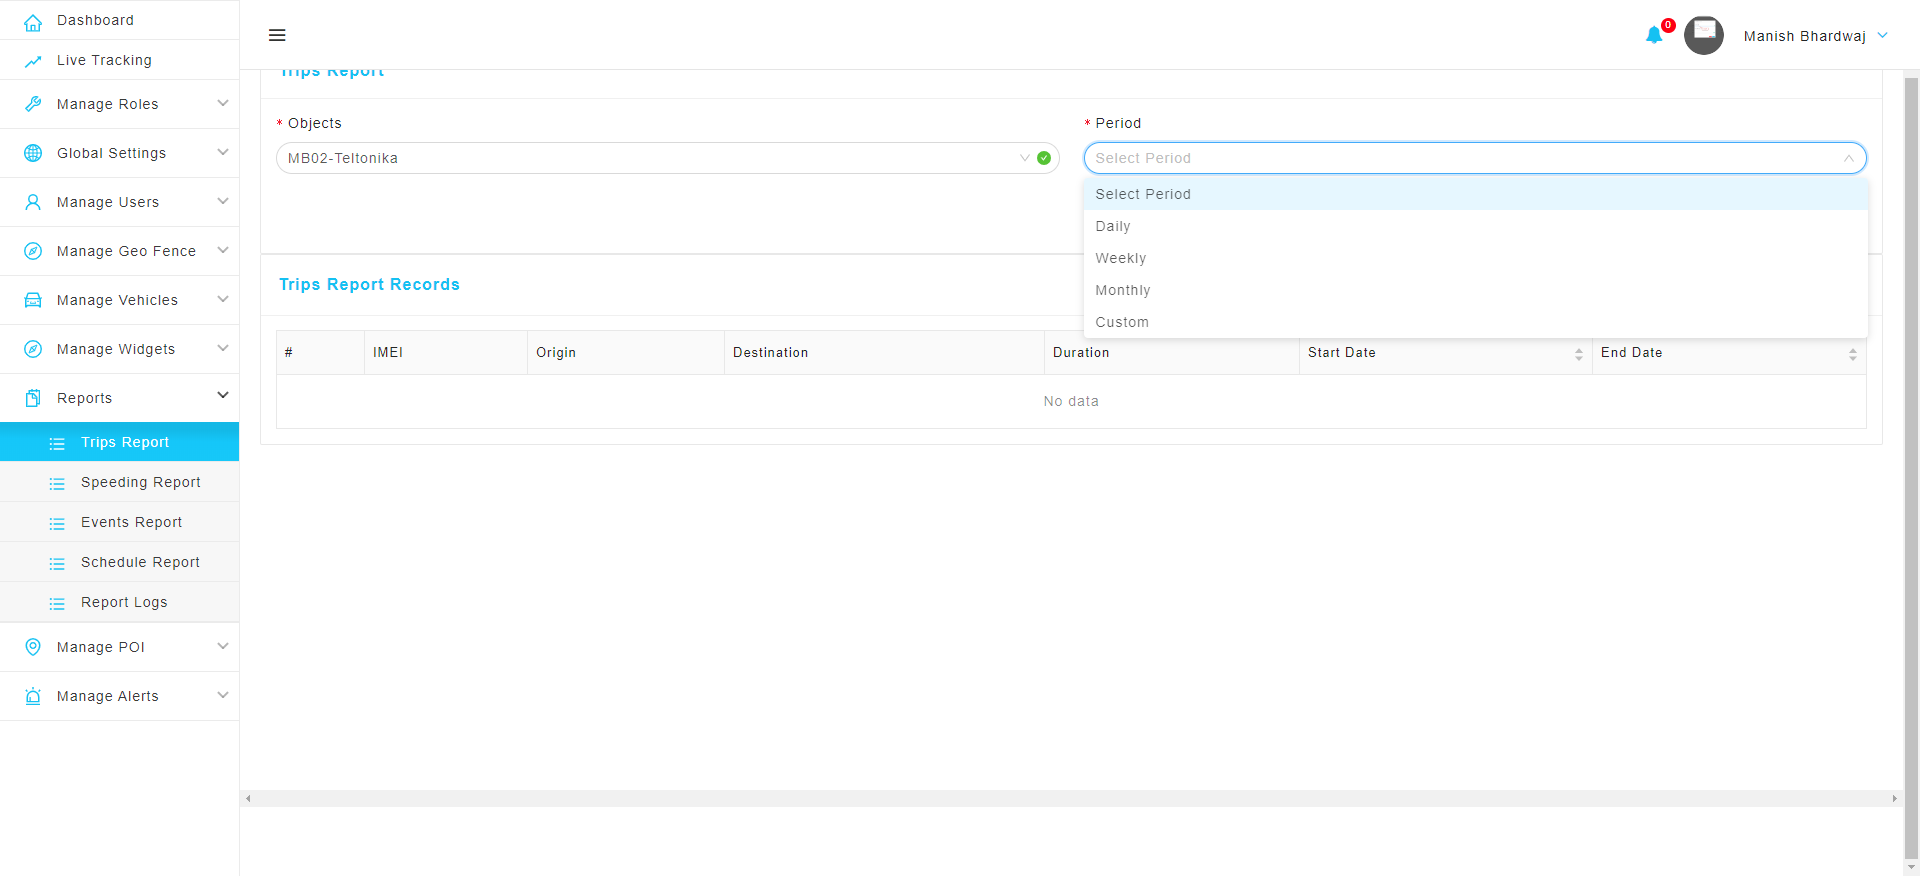 Dashboard
Live Tracking
Manage Roles
Global Settings
Manage Users
Manage Geo Fence
Manage Vehicles
Manage Widgets
Reports
Trips Report
Speeding Report
Events Report
Schedule Report
Report Logs
Manage POI
Manage Alerts
0
Manish Bhardwaj
Trips Report
* Objects
MB02-Teltonika
* Period
Select Period
Select Period
Daily
Weekly
Monthly
Custom
Trips Report Records
# IMEI Origin Destination Duration Start Date End Date
No data